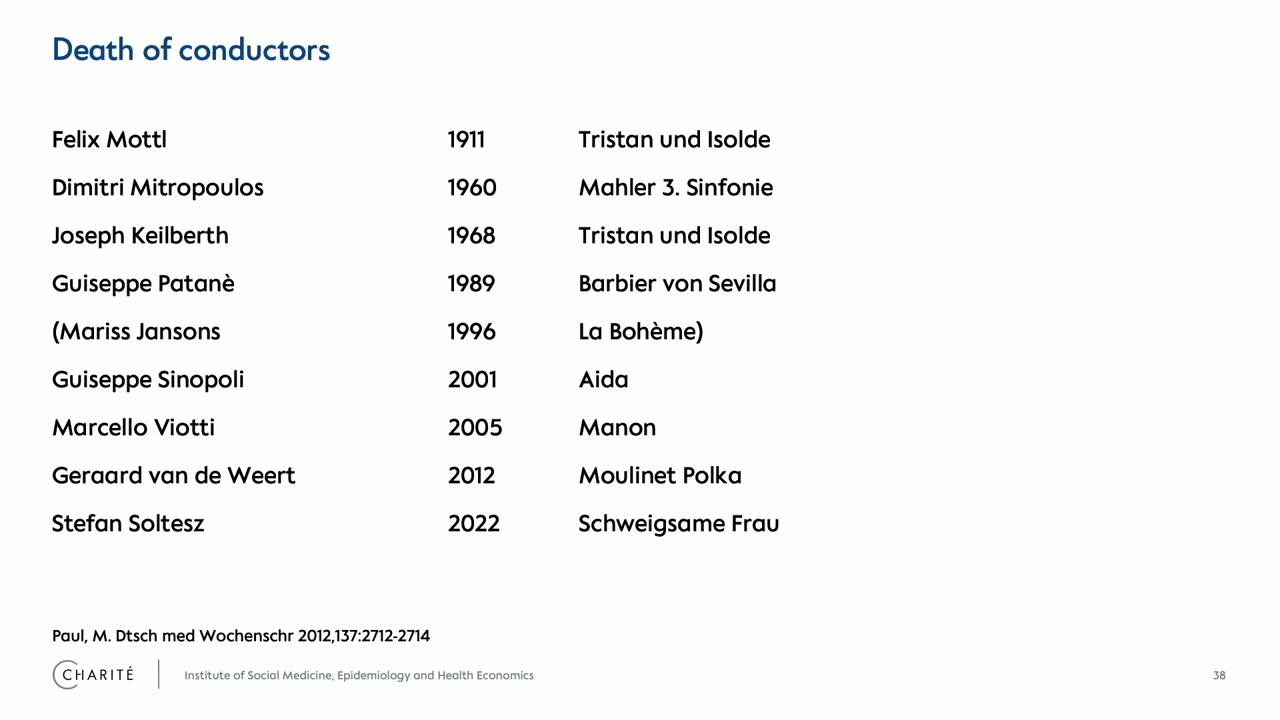 Death of conductors
Felix Mottl 1911 Tristan und Isolde
Dimitri Mitropoulos 1960 Mahler 3. Sinfonie
Joseph Keilberth 1968 Tristan und Isolde
Guiseppe Patanè 1989 Barbier von Sevilla
(Mariss Jansons 1996 La Bohème)
Guiseppe Sinopoli 2001 Aida
Marcello Viotti 2005 Manon
Geraard van de Weert 2012 Moulinet Polka
Stefan Soltesz 2022 Schweigsame Frau
Paul, M. Dtsch med Wochenschr 2012,137:2712-2714
CHARITÉ Institute of Social Medicine, Epidemiology and Health Economics 38